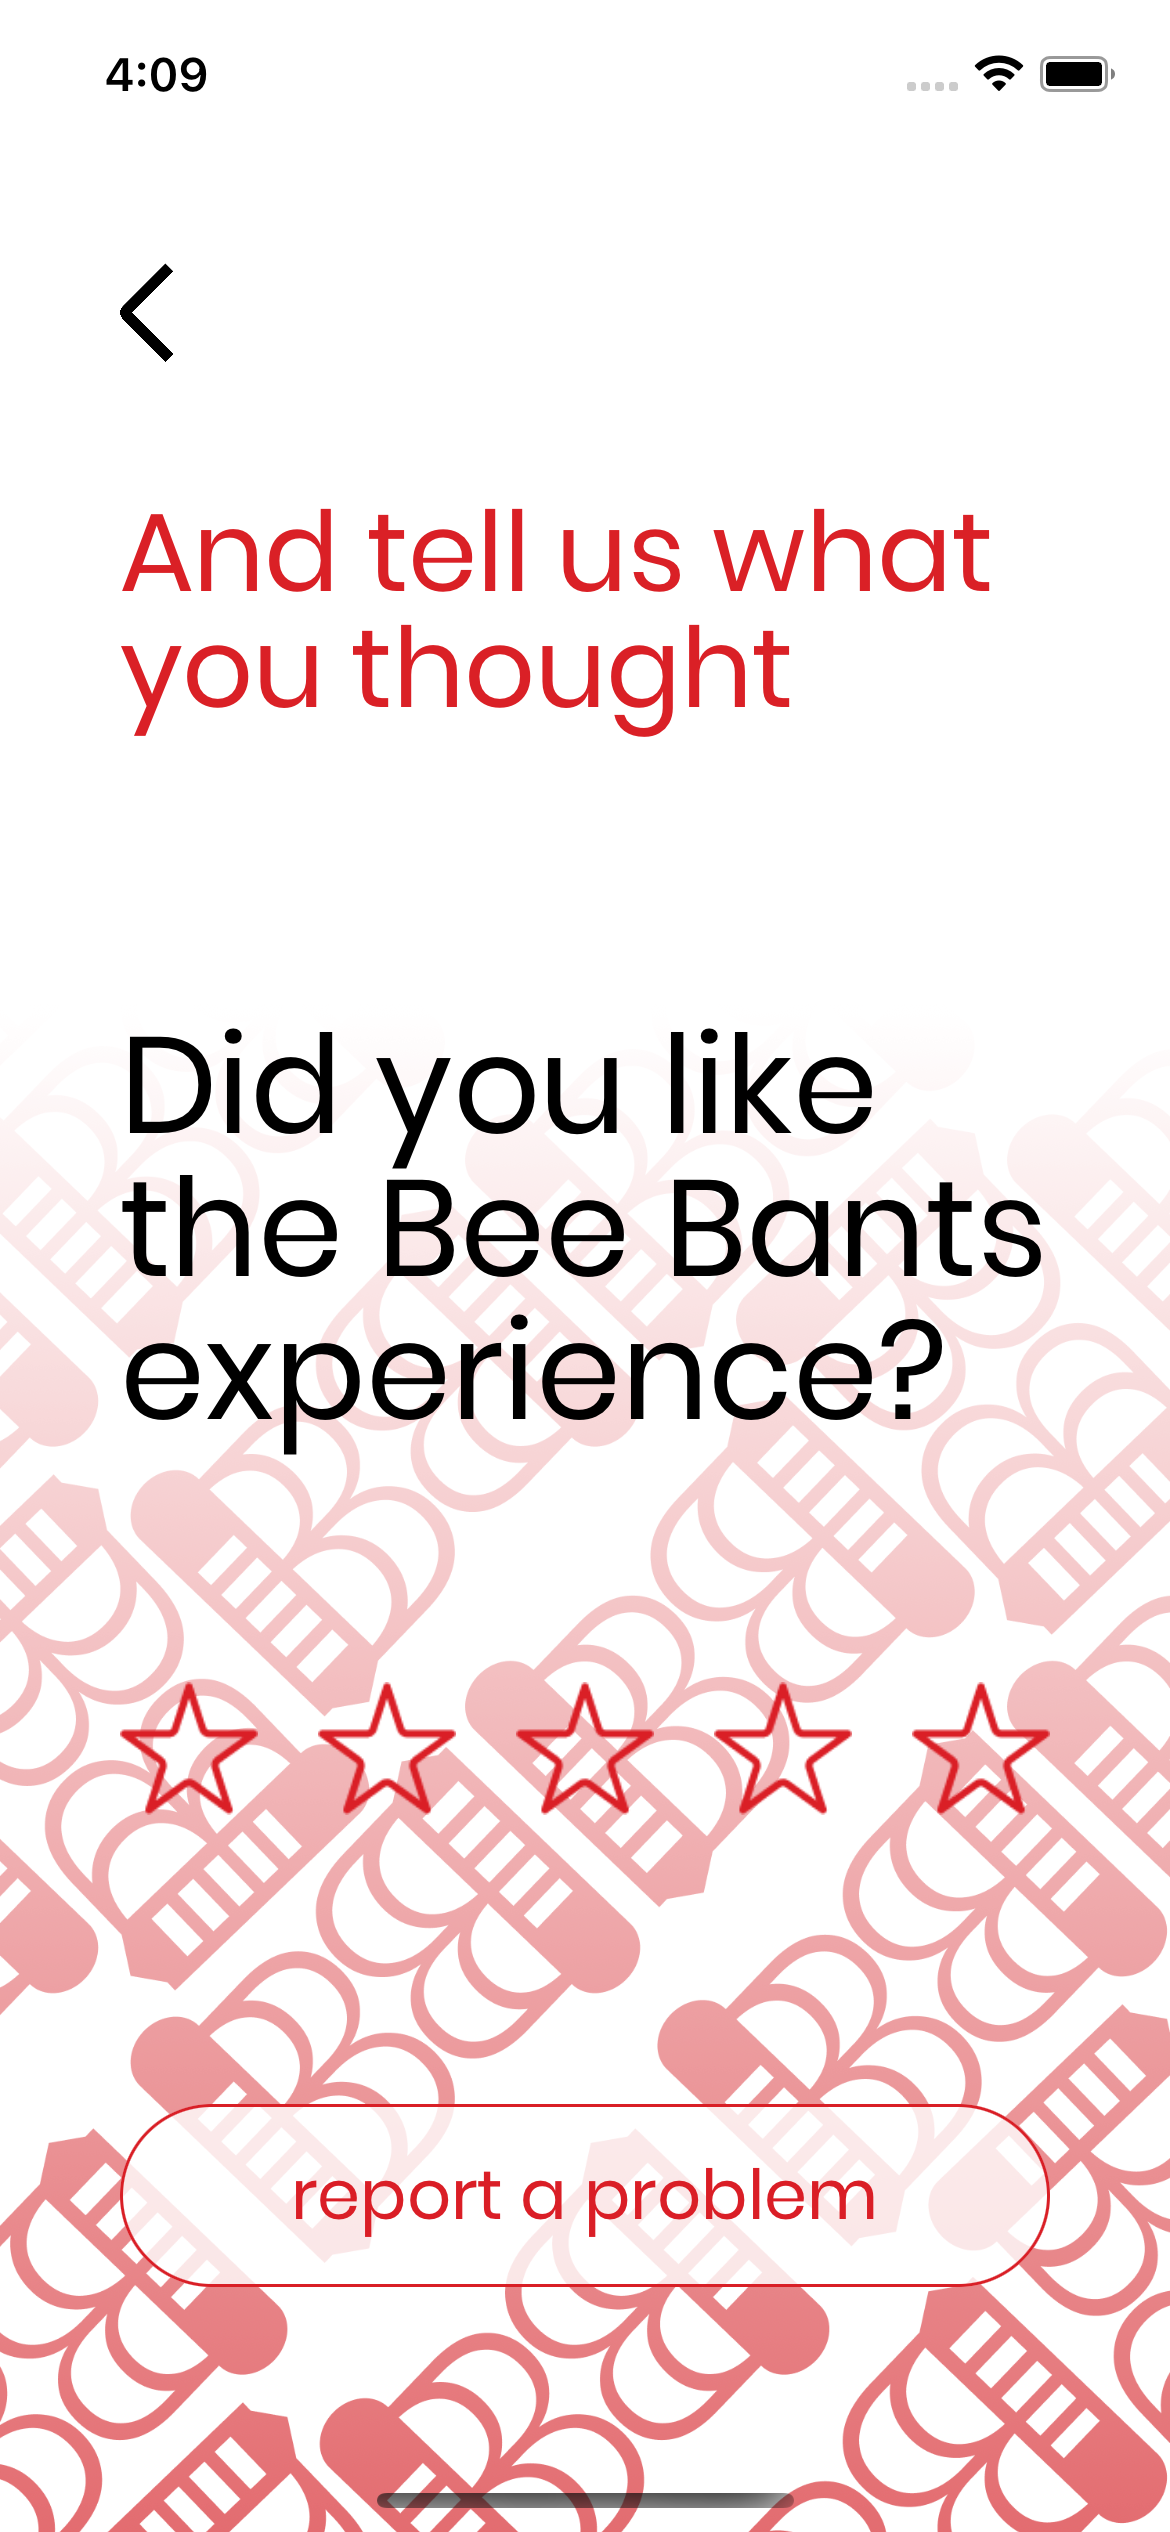 4:09
And tell us what
you thought
Did you like
the Bee Bants
experience?
report a problem